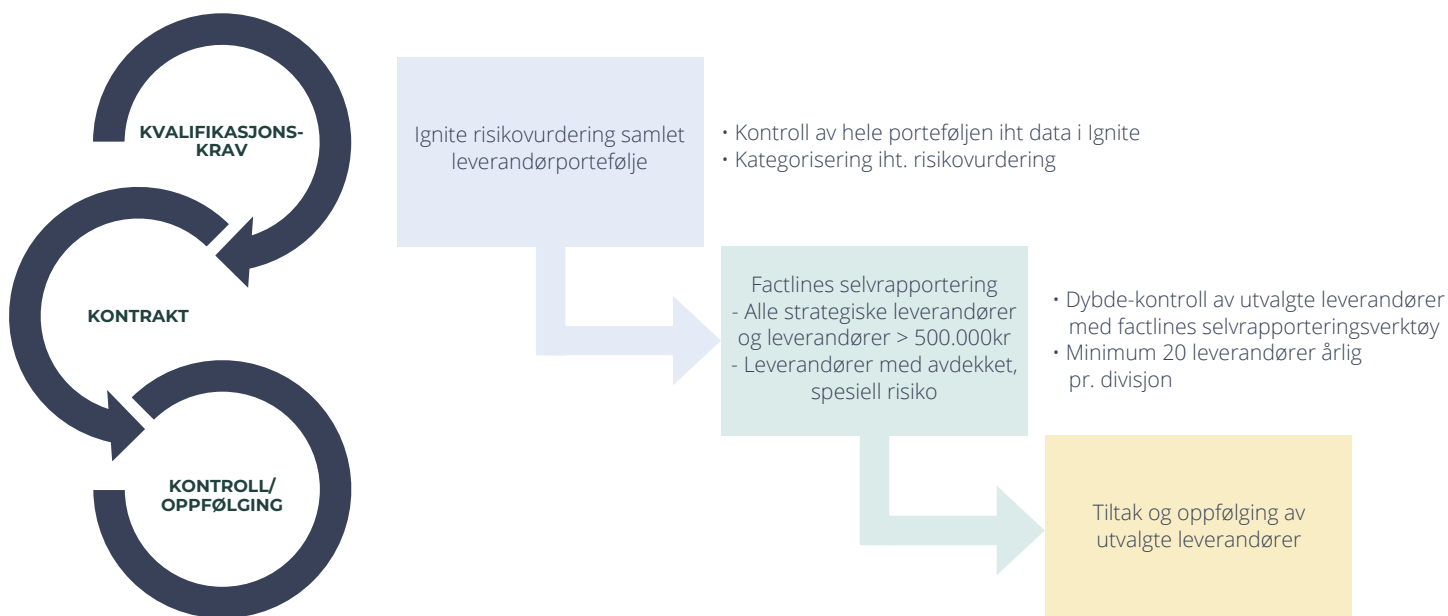 KVALIFIKASJONS-
KRAV
KONTRAKT
KONTROLL/
OPPFØLGING
Ignite risikovurdering samlet
leverandørportefølje
• Kontroll av hele porteføljen iht data i Ignite
• Kategorisering iht. risikovurdering
Factlines selvrapportering
- Alle strategiske leverandører
og leverandører > 500.000kr
- Leverandører med avdekket,
spesiell risiko
• Dybde-kontroll av utvalgte leverandører
med factlines selvrapporteringsverktøy
• Minimum 20 leverandører årlig
pr. divisjon
Tiltak og oppfølging av
utvalgte leverandører